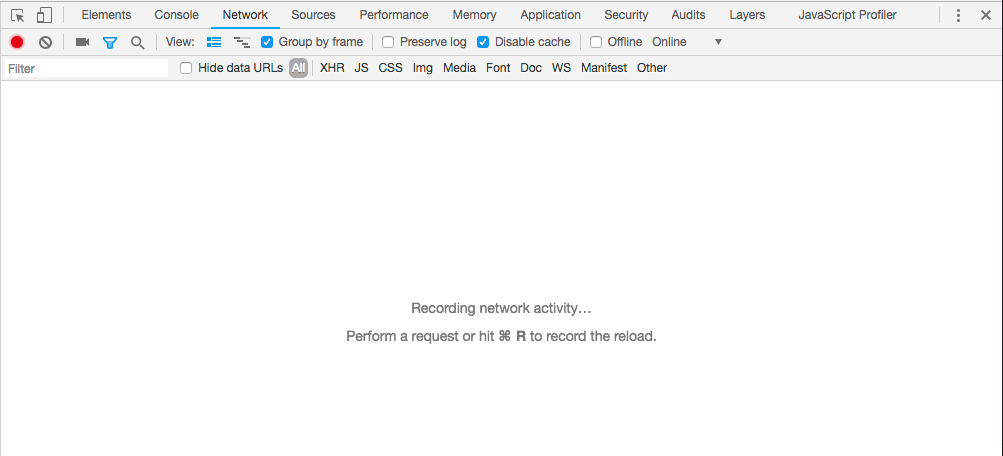 Elements Console Network Sources Performance Memory Application Security Audits Layers JavaScript Profiler
View: Group by frame Preserve log Disable cache Offline Online
Filter Hide data URLs All XHR JS CSS Img Media Font Doc WS Manifest Other
Recording network activity…
Perform a request or hit ⌘ R to record the reload.